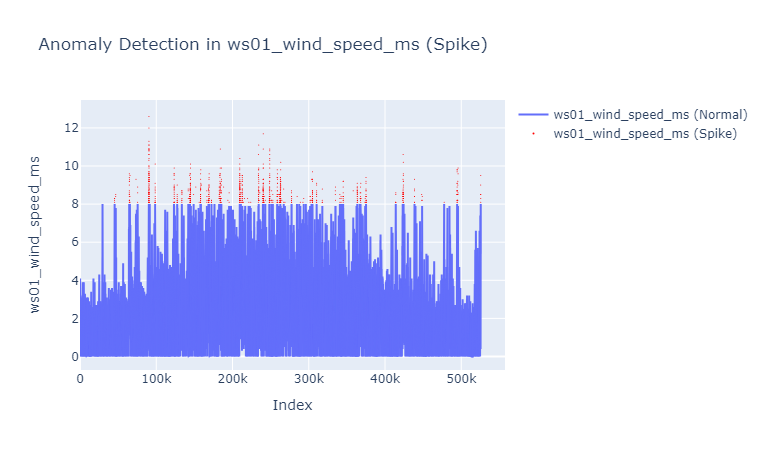 Anomaly Detection in ws01_wind_speed_ms (Spike)
ws01_wind_speed_ms (Normal)
ws01_wind_speed_ms (Spike)
ws01_wind_speed_ms
12
10
8
6
4
2
0
0 100k 200k 300k 400k 500k
Index